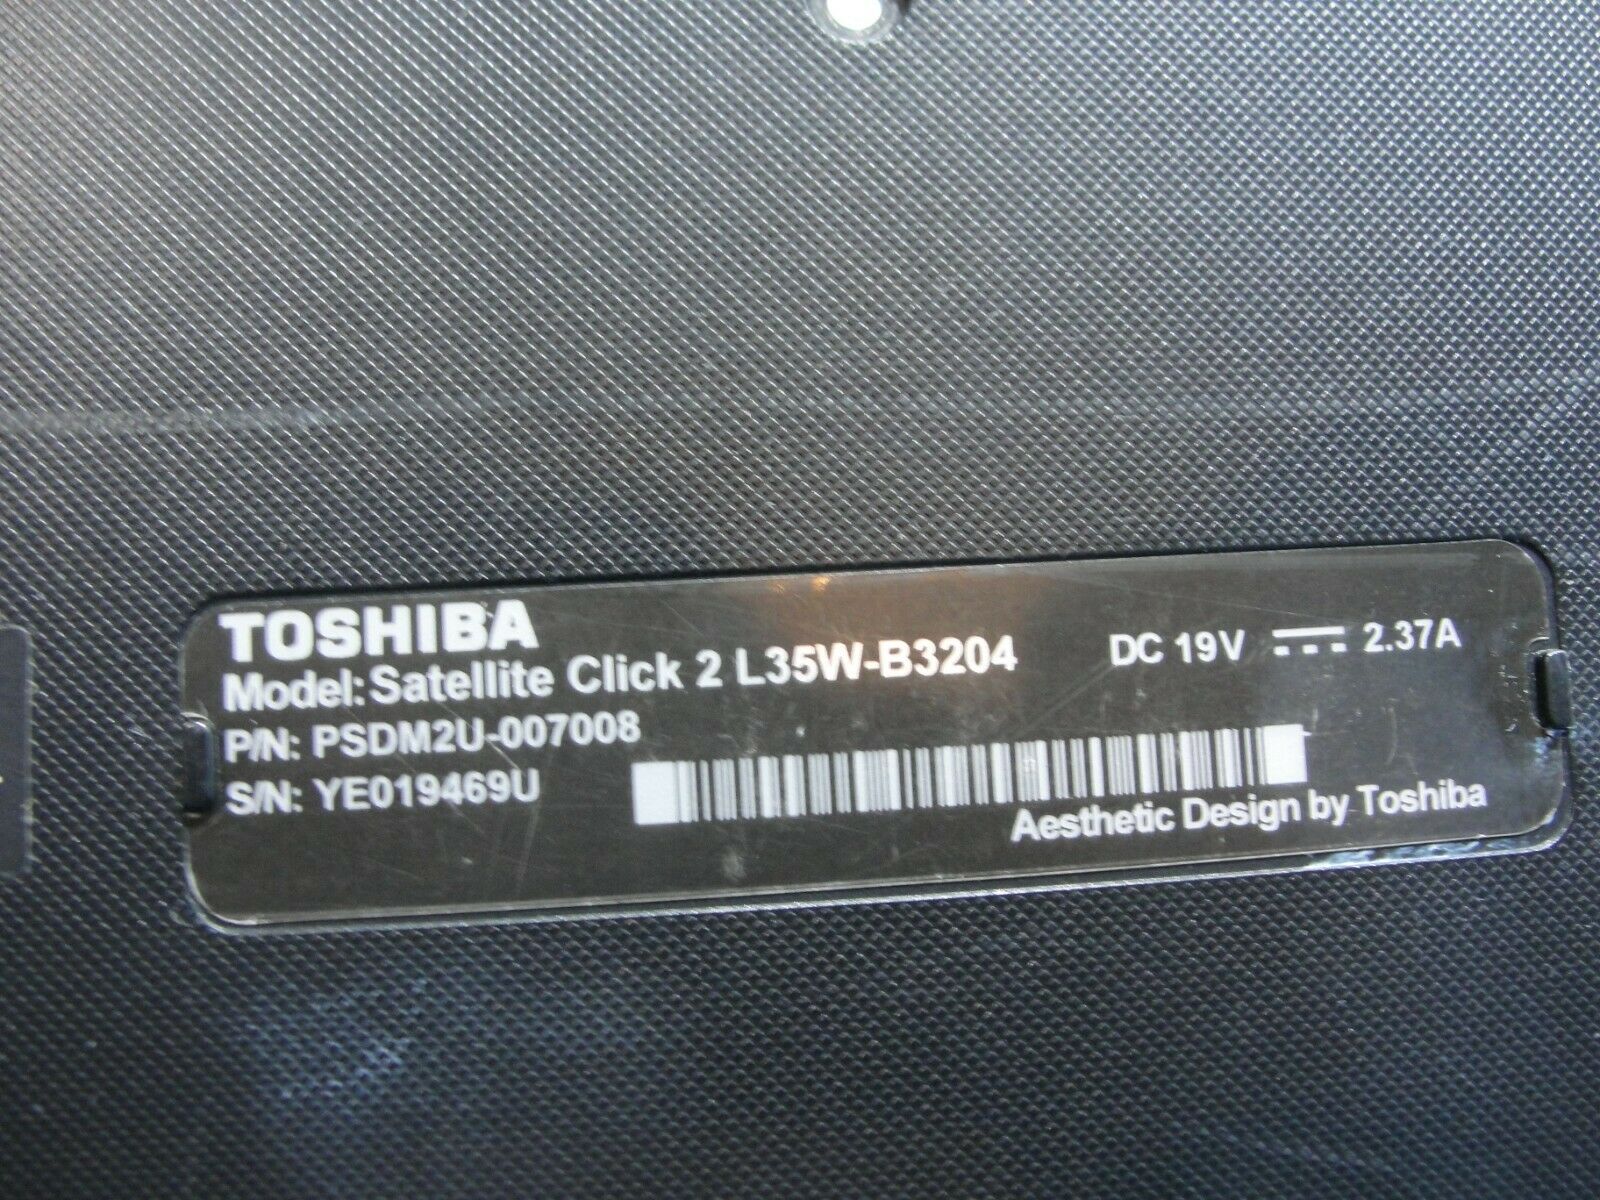 TOSHIBA
Model: Satellite Click 2 L35W-B3204
DC 19V 2.37A
P/N: PSDM2U-007008
S/N: YE019469U
Aesthetic Design by Toshiba